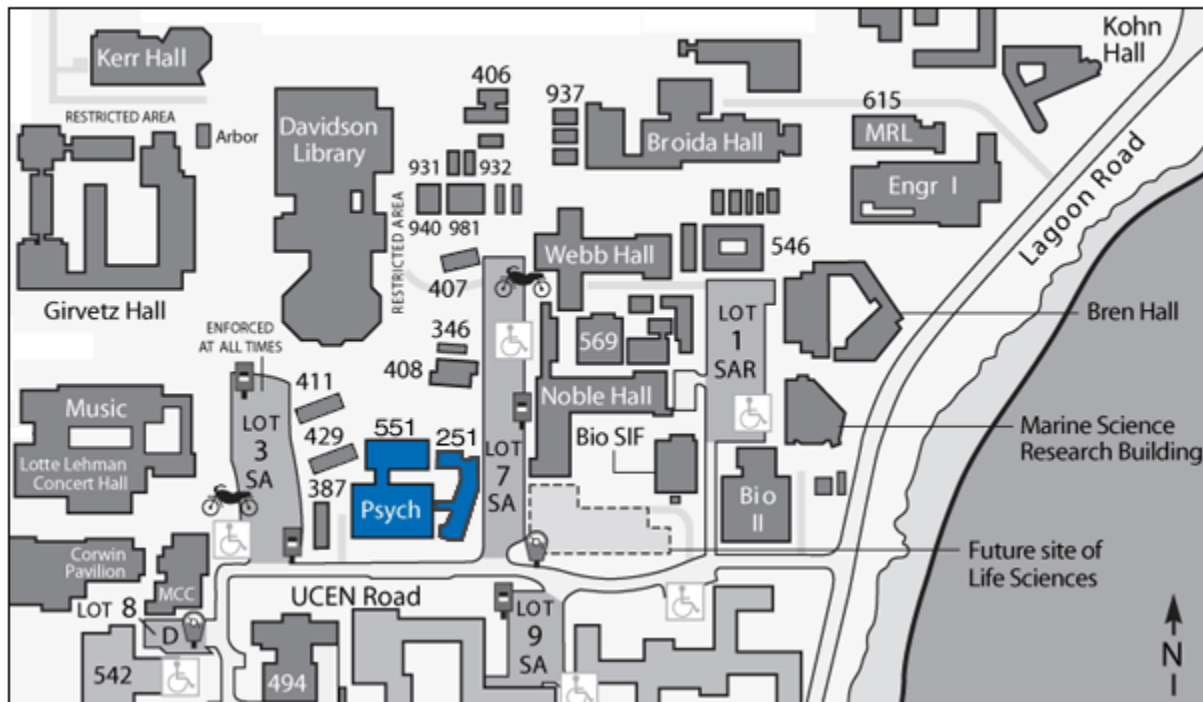 Kohn
Hall
Kerr Hall
406
937
615
RESTRICTED AREA
Arbor
Davidson
Library
Broida Hall
MRL
931
932
Engr I
Lagoon Road
940
981
RESTRICTED AREA
Webb Hall
546
407
Girvetz Hall
Bren Hall
ENFORCED
AT ALL TIMES
346
569
LOT
1
SAR
411
408
Noble Hall
Music
LOT
3
SA
429
551
251
LOT
7
SA
Bio SIF
Marine Science
Research Building
Lotte Lehman
Concert Hall
387
Psych
Bio
II
Corwin
Pavilion
MCC
Future site of
Life Sciences
LOT 8
D
UCEN Road
LOT
9
SA
542
494
N